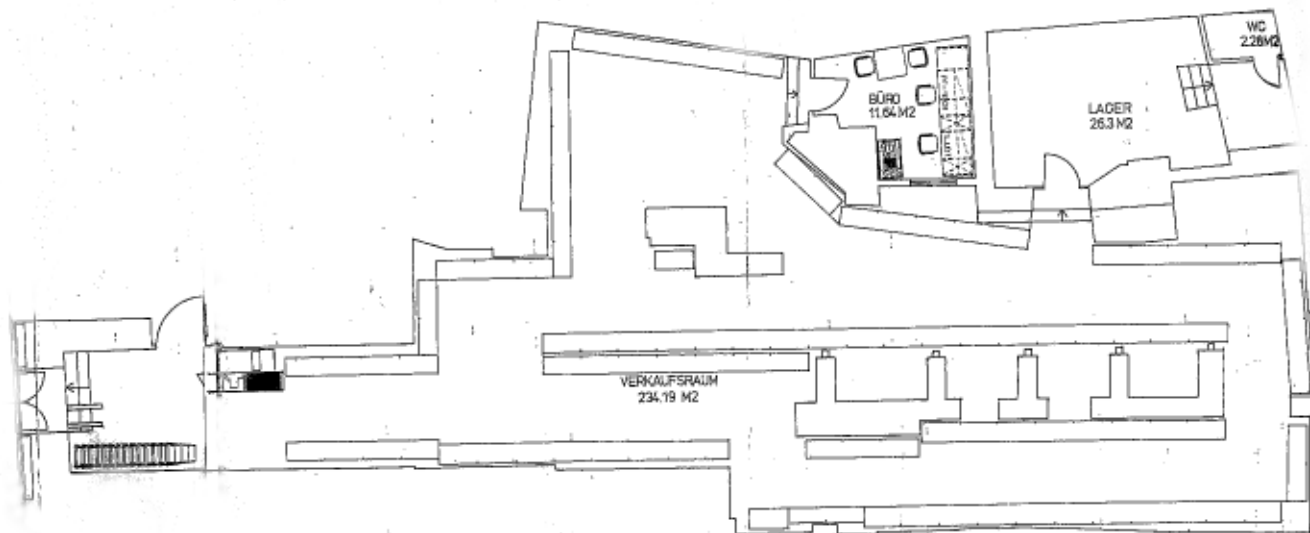 WC
2.28M2
BÜRO
11.64 M2
LAGER
26.3 M2
VERKAUFSRAUM
234.19 M2